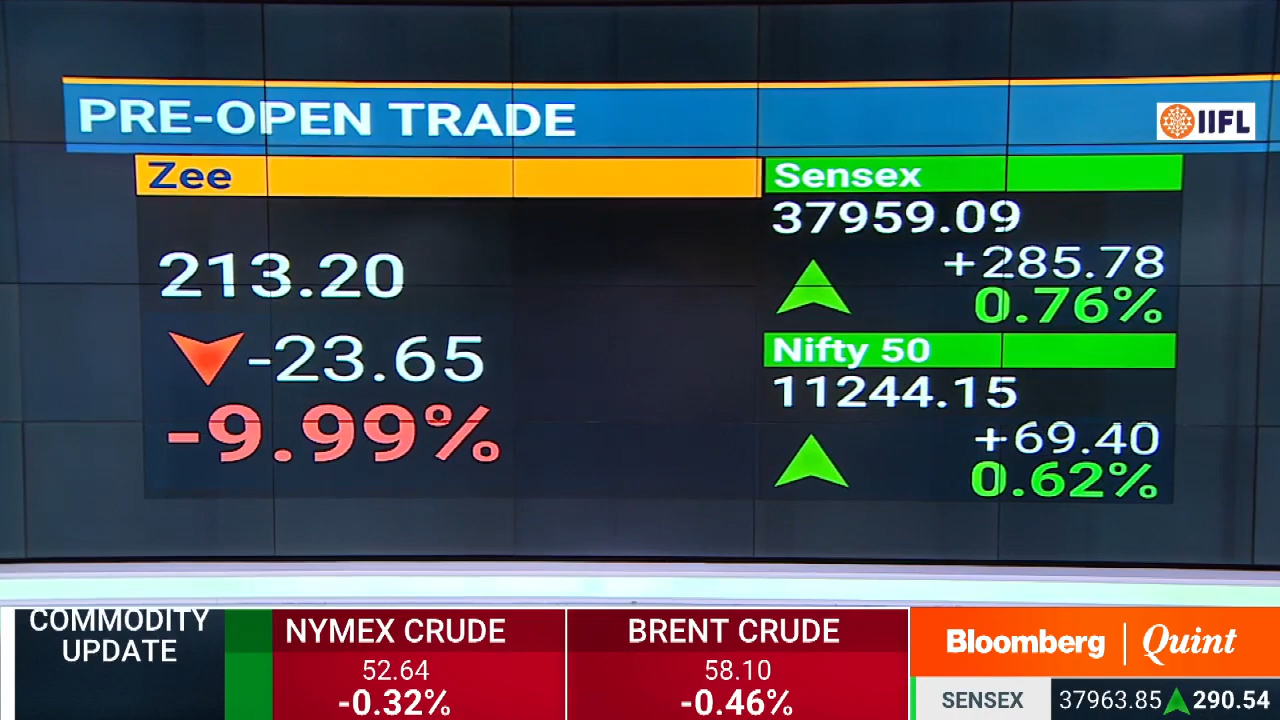 PRE-OPEN TRADE
IIFL
Zee
213.20
-23.65
-9.99%
Sensex
37959.09
+285.78
0.76%
Nifty 50
11244.15
+69.40
0.62%
COMMODITY
UPDATE
NYMEX CRUDE
52.64
-0.32%
BRENT CRUDE
58.10
-0.46%
Bloomberg | Quint
SENSEX 37963.85 290.54